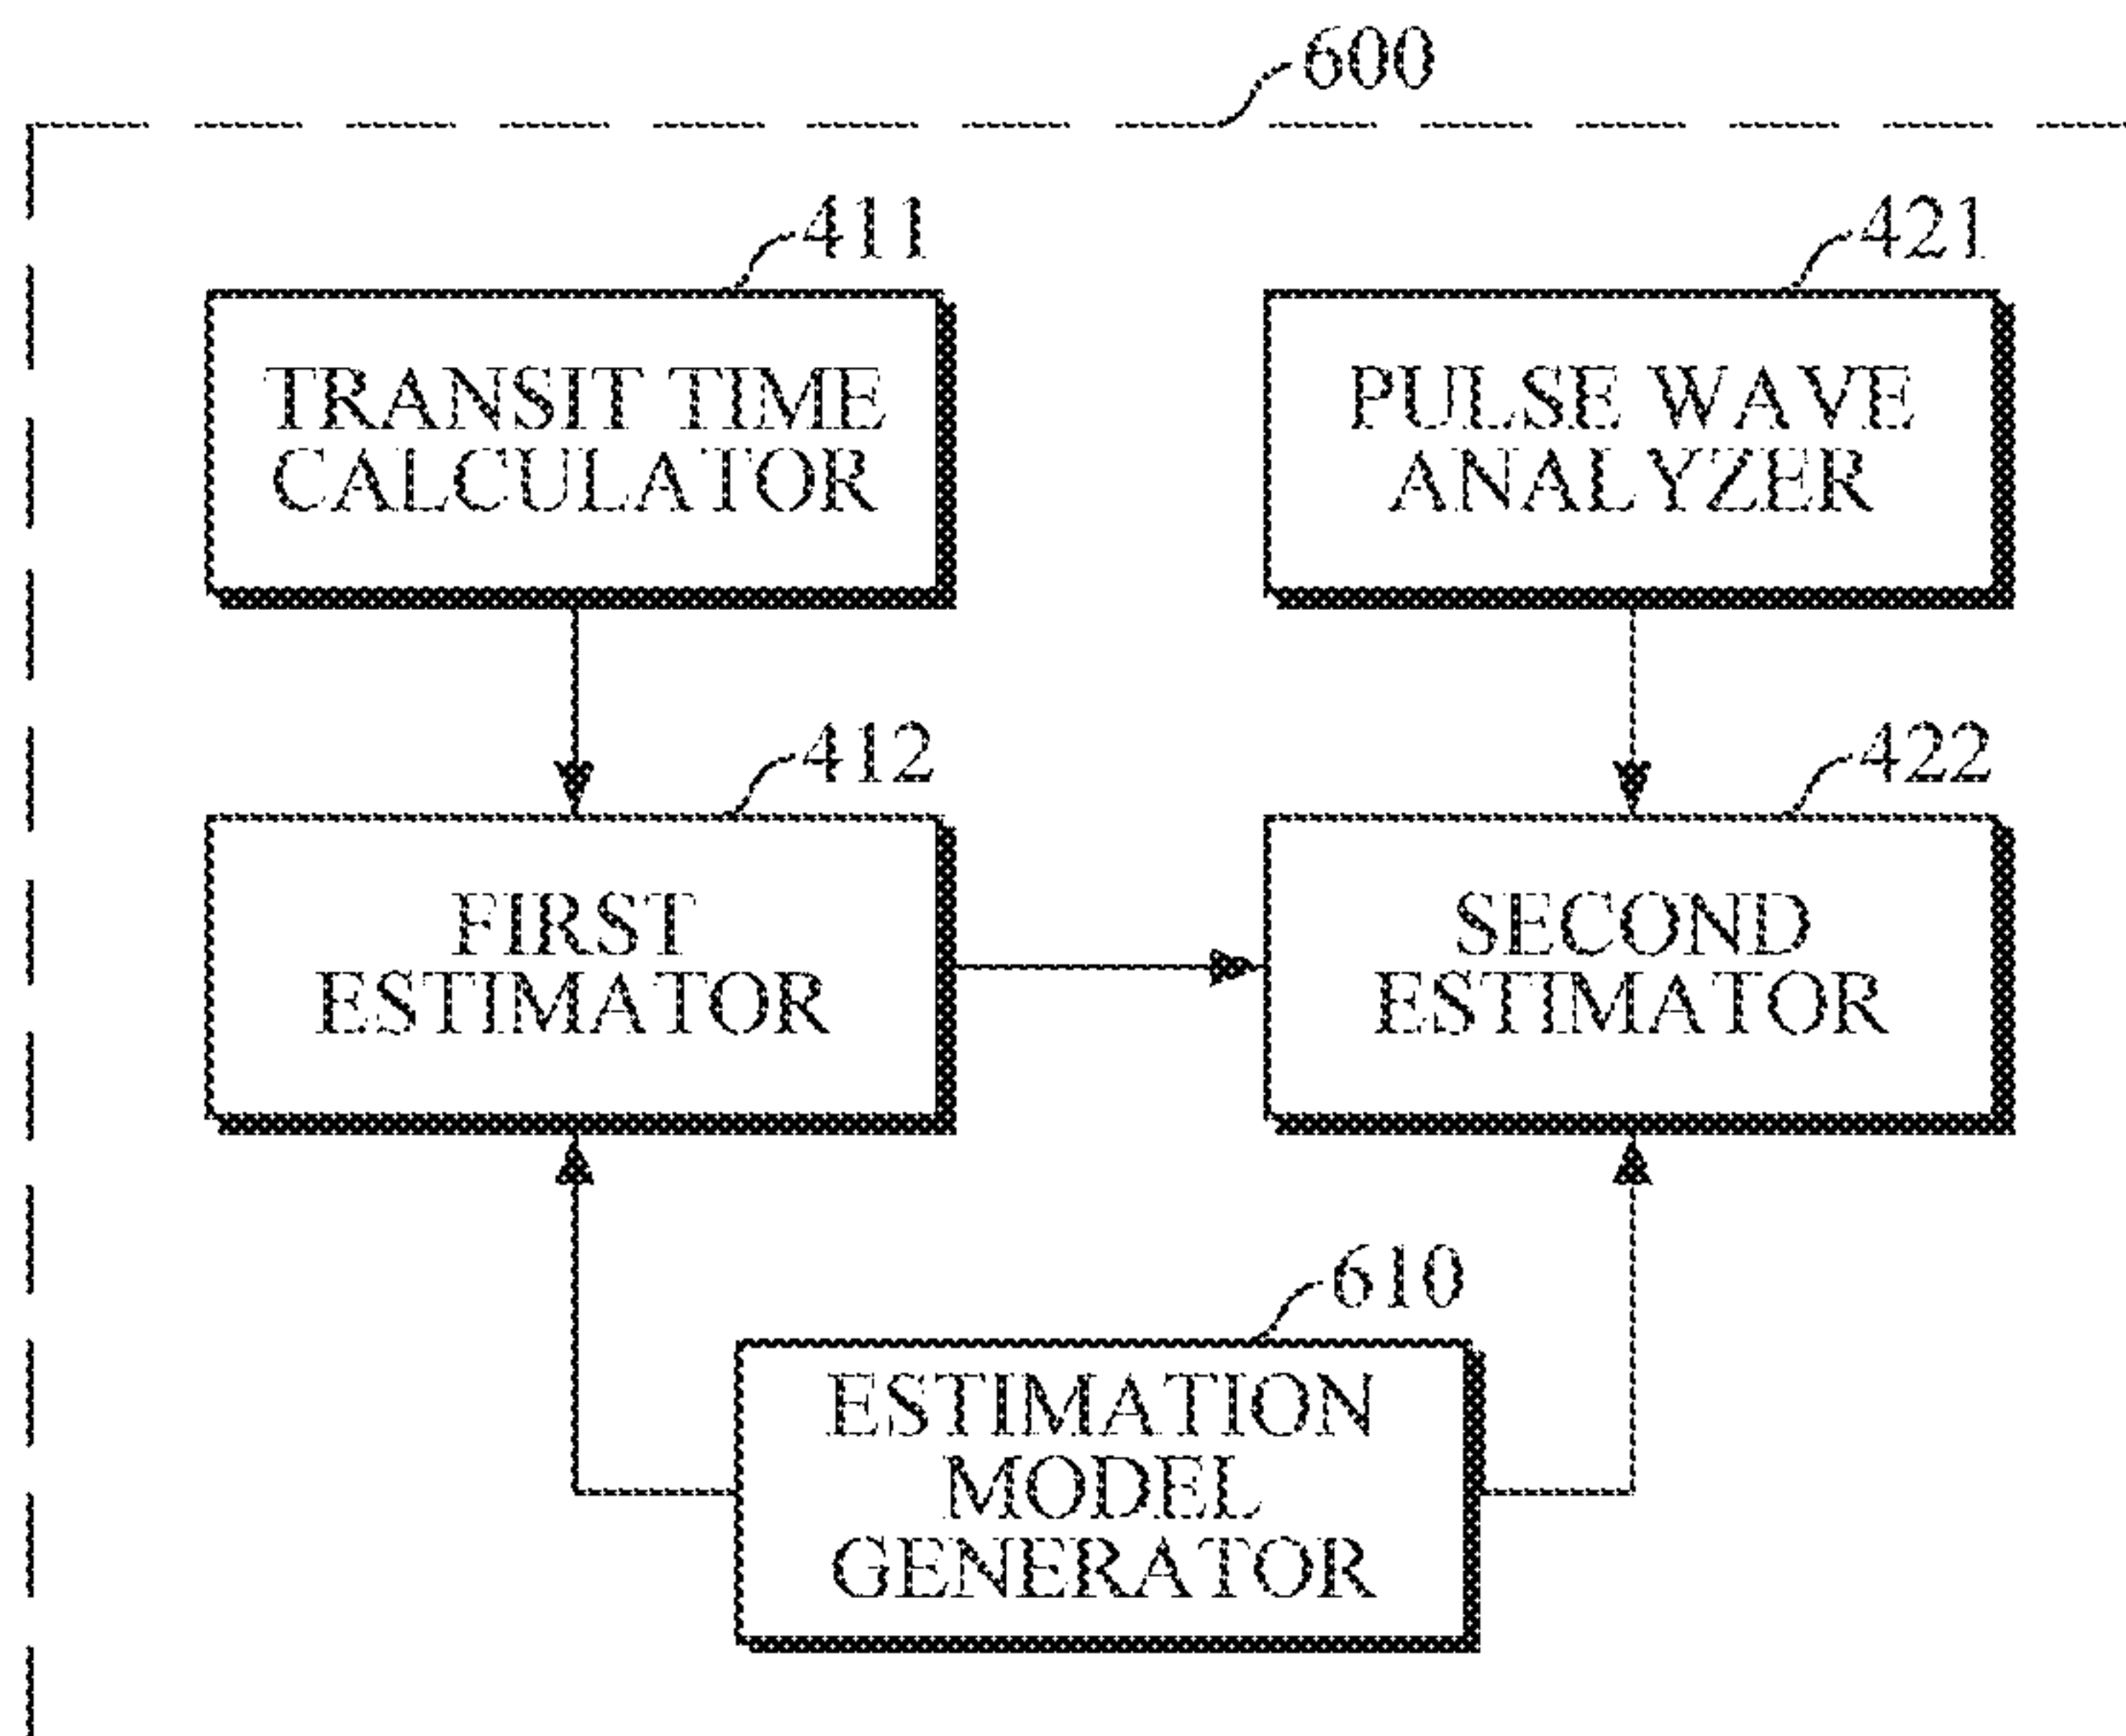 600
411
421
TRANSIT TIME
CALCULATOR
PULSE WAVE
ANALYZER
412
422
FIRST
ESTIMATOR
SECOND
ESTIMATOR
610
ESTIMATION
MODEL
GENERATOR